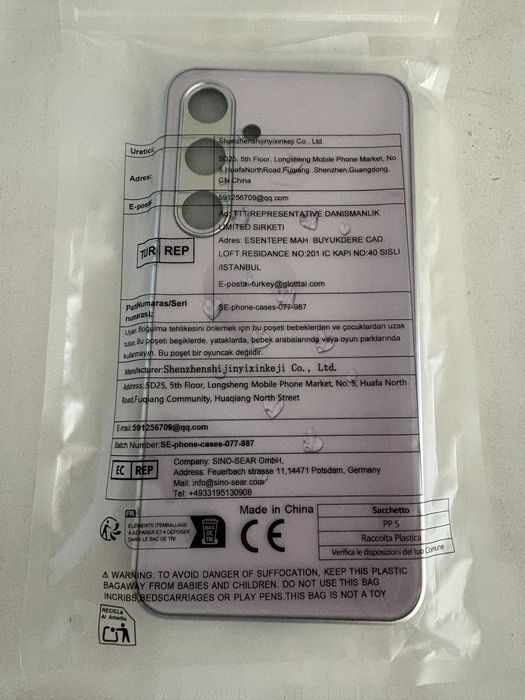 Üretici:
Shenzhenshijinyixinkeji Co., Ltd.
Adres:
5D25, 5th Floor, Longsheng Mobile Phone Market, No
5,HuafaNorthRoad,Fuqiang ,Shenzhen,Guangdong,
CN,China
E-posta:
591256709@qq.com
TUR REP
Ad: TTT REPRESENTATIVE DANISMANLIK
LIMITED SIRKETI
Adres: ESENTEPE MAH. BUYUKDERE CAD.
LOFT RESIDANCE NO:201 IC KAPI NO:40 SISLI
/ISTANBUL
E-posta:-turkey@glotttal.com
PartiNumaras/Seri
numarasi:
SE-phone-cases-077-987
Uyarı Boğulma tehlikesini önlemek için bu poşeti bebeklerden ve çocuklardan uzak
tutun Bu poşeti beşiklerde, yataklarda, bebek arabalarında veya oyun parklarında
kullanmayın. Bu poşet bir oyuncak değildir.
Manufacturer:Shenzhenshijinyixinkeji Co., Ltd.
Address:5D25, 5th Floor, Longsheng Mobile Phone Market, No. 5, Huafa North
Road,Fuqiang Community, Huaqiang North Street
E-mail:591256709@qq.com
Batch Number:SE-phone-cases-077-987
EC REP
Company: SINO-SEAR GmbH,
Address: Feuerbach strasse 11,14471 Potsdam, Germany
Mail: info@sino-sear.com
Tel: +4933195130908
FR
ÉLÉMENTS D'EMBALLAGE
À SÉPARER ET À DÉPOSER
DANS LE BAC DE TRI
BAC
DE
TRI
Made in China
CE
Sacchetto
PP 5
Raccolta Plastica
Verifica le disposizioni del tuo Comune
⚠ WARNING: TO AVOID DANGER OF SUFFOCATION, KEEP THIS PLASTIC
BAGAWAY FROM BABIES AND CHILDREN. DO NOT USE THIS BAG
INCRIBS,BEDSCARRIAGES OR PLAY PENS.THIS BAG IS NOT A TOY
RECICLA
Al Amarillo